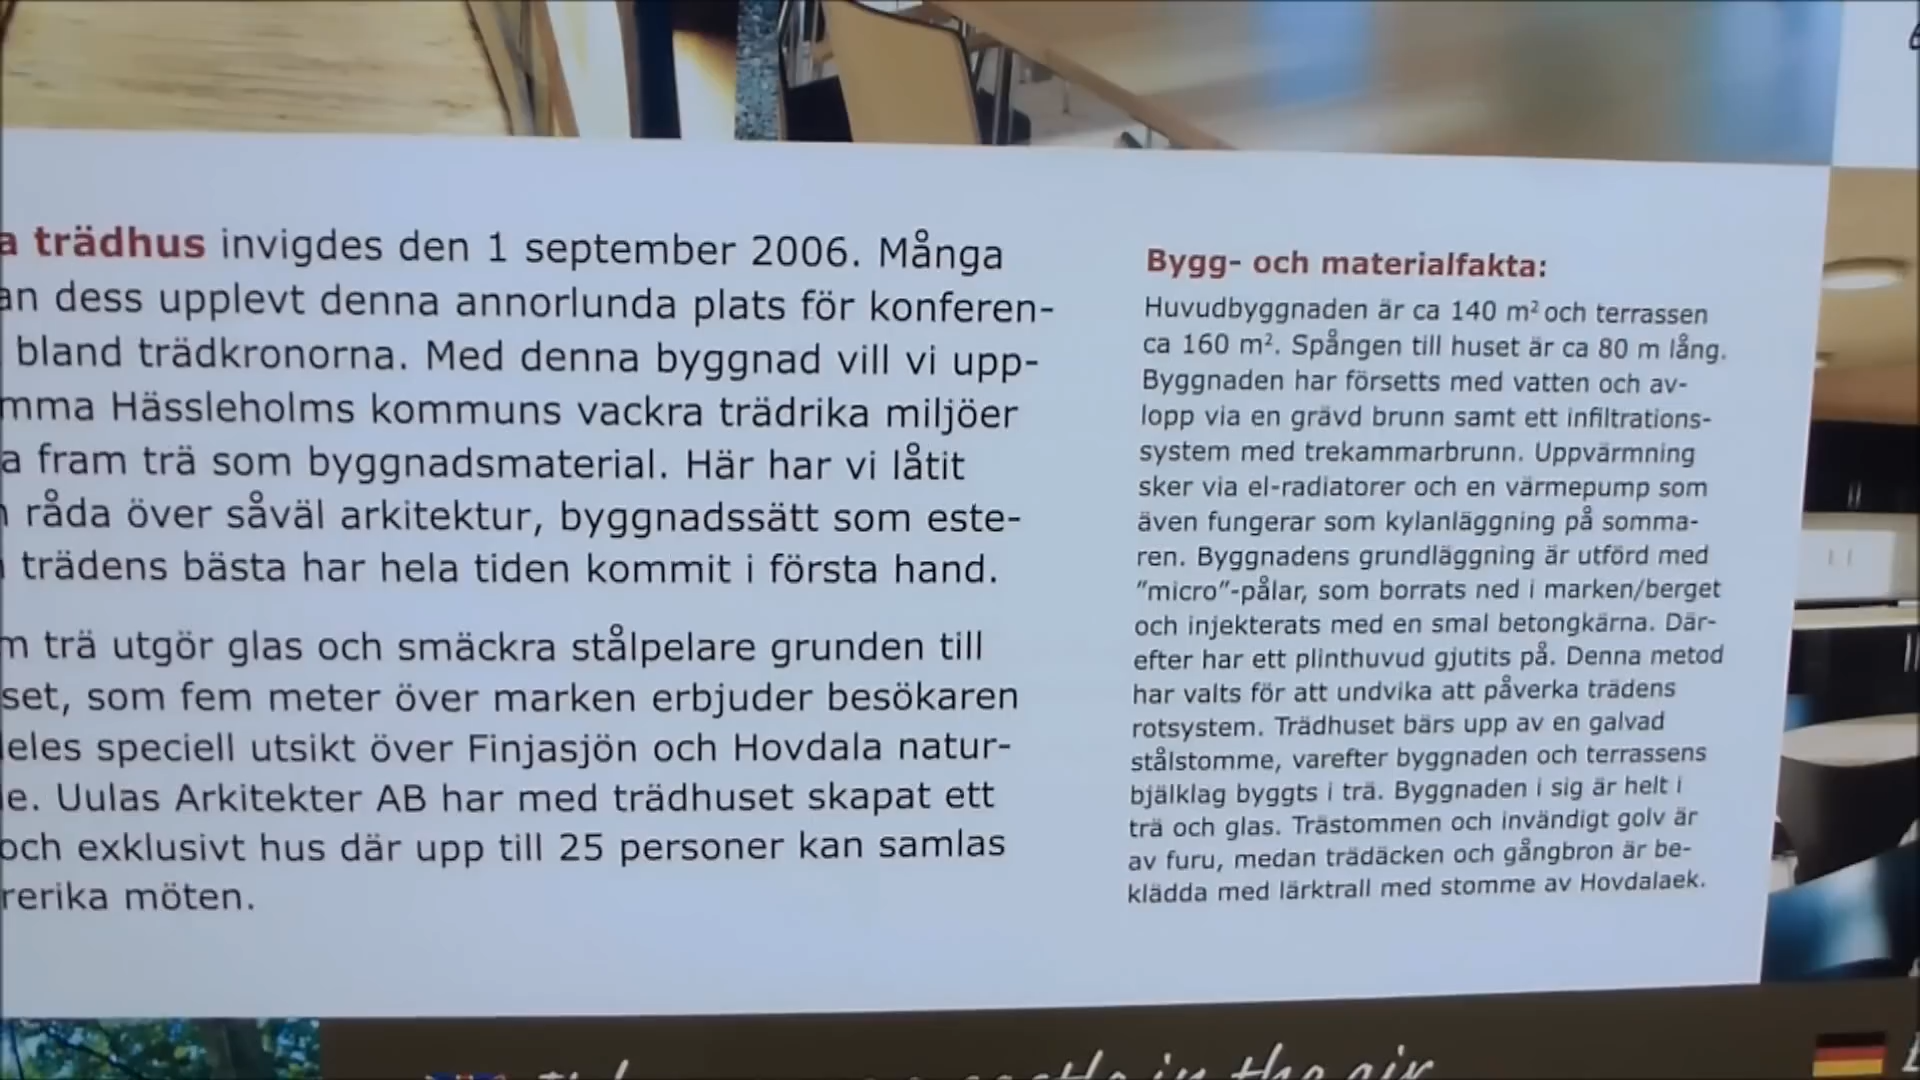 a trädhus invigdes den 1 september 2006. Många
an dess upplevt denna annorlunda plats för konferen-
bland trädkronorna. Med denna byggnad vill vi upp-
mma Hässleholms kommuns vackra trädrika miljöer
a fram trä som byggnadsmaterial. Här har vi låtit
råda över såväl arkitektur, byggnadssätt som este-
trädens bästa har hela tiden kommit i första hand.
m trä utgör glas och smäckra stålpelare grunden till
set, som fem meter över marken erbjuder besökaren
eles speciell utsikt över Finjasjön och Hovdala natur-
e. Uulas Arkitekter AB har med trädhuset skapat ett
och exklusivt hus där upp till 25 personer kan samlas
rerika möten.
Bygg- och materialfakta:
Huvudbyggnaden är ca 140 m² och terrassen
ca 160 m². Spången till huset är ca 80 m lång.
Byggnaden har försetts med vatten och av-
lopp via en grävd brunn samt ett infiltrations-
system med trekammarbrunn. Uppvärmning
sker via el-radiatorer och en värmepump som
även fungerar som kylanläggning på somma-
ren. Byggnadens grundläggning är utförd med
"micro"-pålar, som borrats ned i marken/berget
och injekterats med en smal betongkärna. Där-
efter har ett plinthuvud gjutits på. Denna metod
har valts för att undvika att påverka trädens
rotsystem. Trädhuset bärs upp av en galvad
stålstomme, varefter byggnaden och terrassens
bjälklag byggts i trä. Byggnaden i sig är helt i
trä och glas. Trästommen och invändigt golv är
av furu, medan trädäcken och gångbron är be-
klädda med lärktrall med stomme av Hovdalaek.
castle in the air